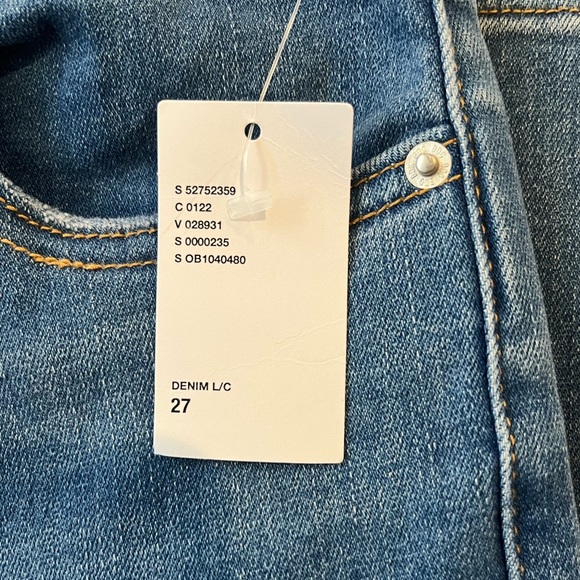 S 52752359
C 0122
V 028931
S 0000235
S OB1040480
DENIM L/C
27